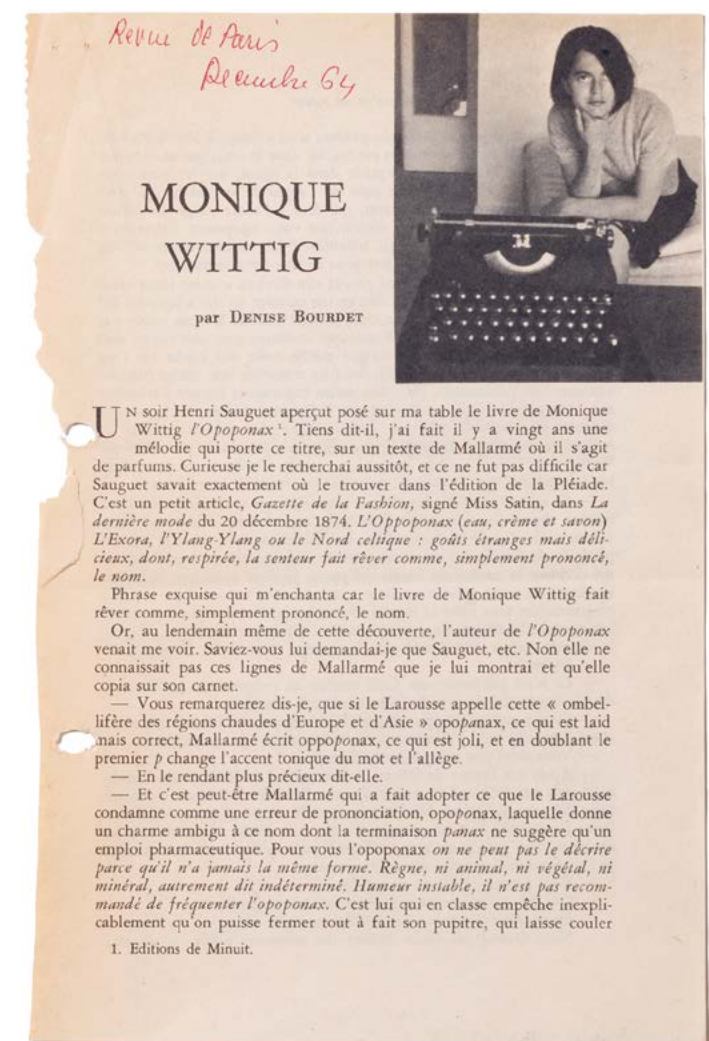 Revue de Paris
Decembre 64
MONIQUE
WITTIG
par DENISE BOURDET
UN soir Henri Sauguet aperçut posé sur ma table le livre de Monique
Wittig l'Opoponax 1. Tiens dit-il, j'ai fait il y a vingt ans une
mélodie qui porte ce titre, sur un texte de Mallarmé où il s'agit
de parfums. Curieuse je le recherchai aussitôt, et ce ne fut pas difficile car
Sauguet savait exactement où le trouver dans l'édition de la Pléiade.
C'est un petit article, Gazette de la Fashion, signé Miss Satin, dans La
dernière mode du 20 décembre 1874. L'Oppoponax (eau, crème et savon)
L'Exora, l'Ylang-Ylang ou le Nord celtique : goûts étranges mais déli-
cieux, dont, respirée, la senteur fait rêver comme, simplement prononcé,
le nom.
Phrase exquise qui m'enchanta car le livre de Monique Wittig fait
rêver comme, simplement prononcé, le nom.
Or, au lendemain même de cette découverte, l'auteur de l'Opoponax
venait me voir. Saviez-vous lui demandai-je que Sauguet, etc. Non elle ne
connaissait pas ces lignes de Mallarmé que je lui montrai et qu'elle
copia sur son carnet.
— Vous remarquerez dis-je, que si le Larousse appelle cette « ombel-
lifère des régions chaudes d'Europe et d'Asie » opopanax, ce qui est laid
mais correct, Mallarmé écrit oppoponax, ce qui est joli, et en doublant le
premier p change l'accent tonique du mot et l'allège.
— En le rendant plus précieux dit-elle.
— Et c'est peut-être Mallarmé qui a fait adopter ce que le Larousse
condamne comme une erreur de prononciation, opoponax, laquelle donne
un charme ambigu à ce nom dont la terminaison panax ne suggère qu'un
emploi pharmaceutique. Pour vous l'opoponax on ne peut pas le décrire
parce qu'il n'a jamais la même forme. Règne, ni animal, ni végétal, ni
minéral, autrement dit indéterminé. Humeur instable, il n'est pas recom-
mandé de fréquenter l'opoponax. C'est lui qui en classe empêche inexpli-
cablement qu'on puisse fermer tout à fait son pupitre, qui laisse couler
1. Editions de Minuit.